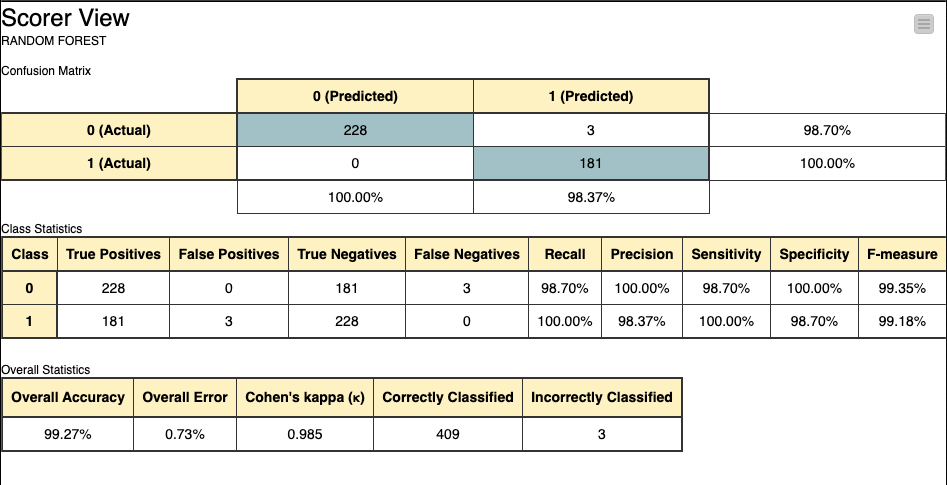 Scorer View
RANDOM FOREST
Confusion Matrix
0 (Predicted) 1 (Predicted)
0 (Actual) 228 3 98.70%
1 (Actual) 0 181 100.00%
100.00% 98.37%
Class Statistics
Class True Positives False Positives True Negatives False Negatives Recall Precision Sensitivity Specificity F-measure
0 228 0 181 3 98.70% 100.00% 98.70% 100.00% 99.35%
1 181 3 228 0 100.00% 98.37% 100.00% 98.70% 99.18%
Overall Statistics
Overall Accuracy Overall Error Cohen's kappa (κ) Correctly Classified Incorrectly Classified
99.27% 0.73% 0.985 409 3